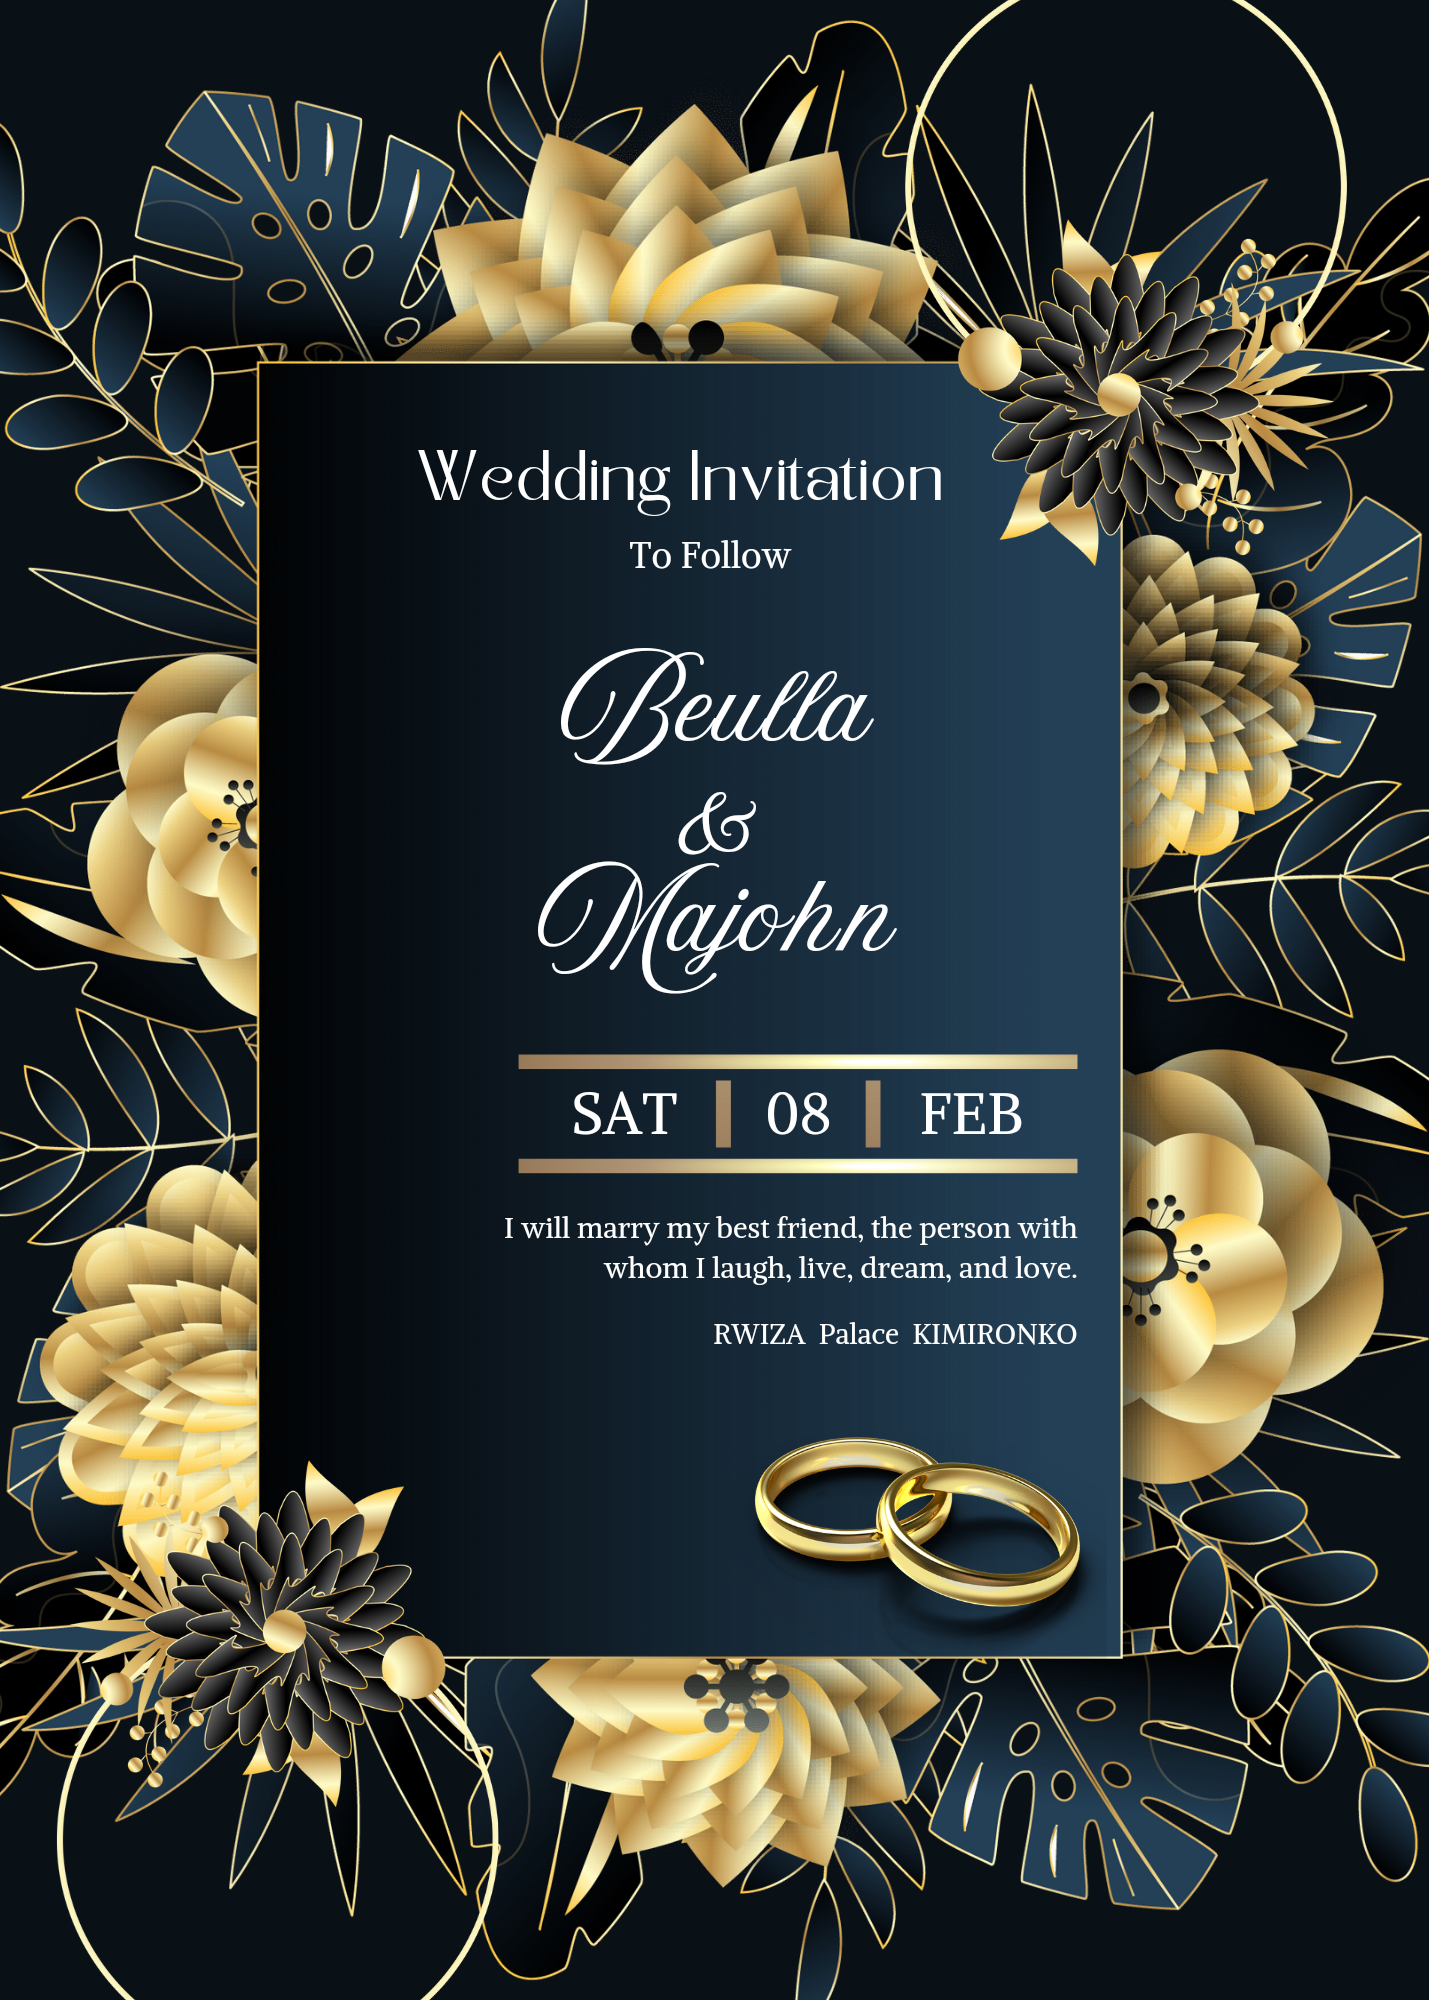 Wedding Invitation
To Follow
Beulla
&
Majohn
SAT 08 FEB
I will marry my best friend, the person with
whom I laugh, live, dream, and love.
RWIZA Palace KIMIRONKO